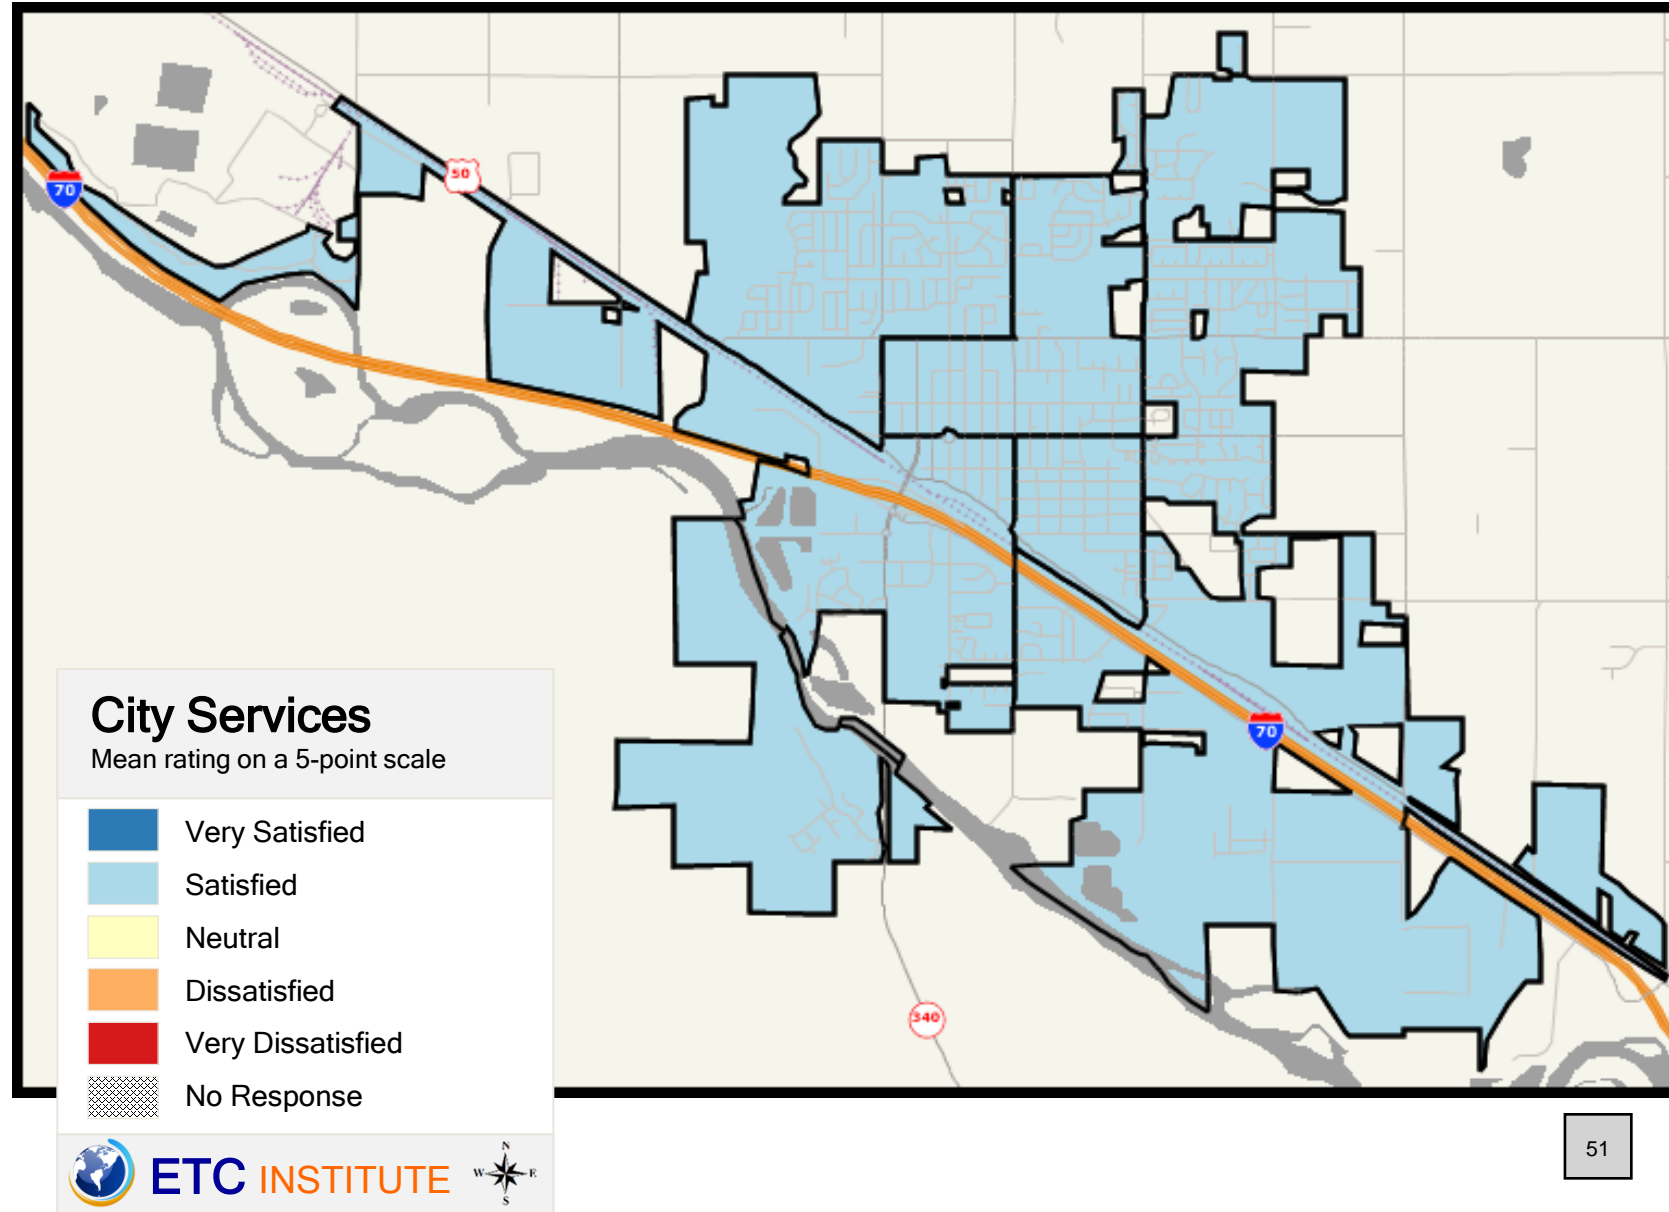 50
70
70
340
City Services
Mean rating on a 5-point scale
Very Satisfied
Satisfied
Neutral
Dissatisfied
Very Dissatisfied
No Response
ETC INSTITUTE
N
W E
S
51